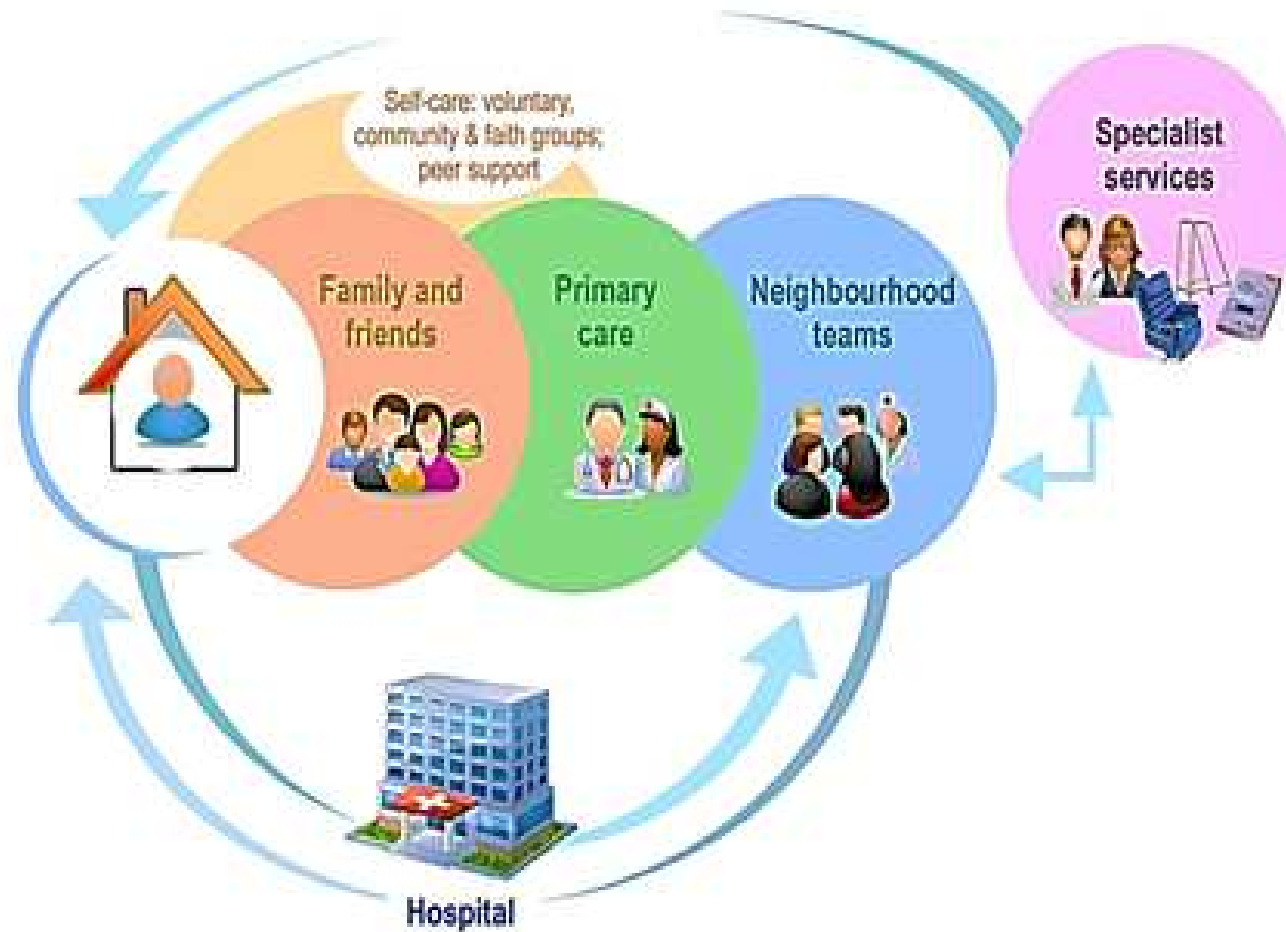 Self-care: voluntary,
community & faith groups;
peer support
Specialist
services
Family and
friends
Primary
care
Neighbourhood
teams
Hospital